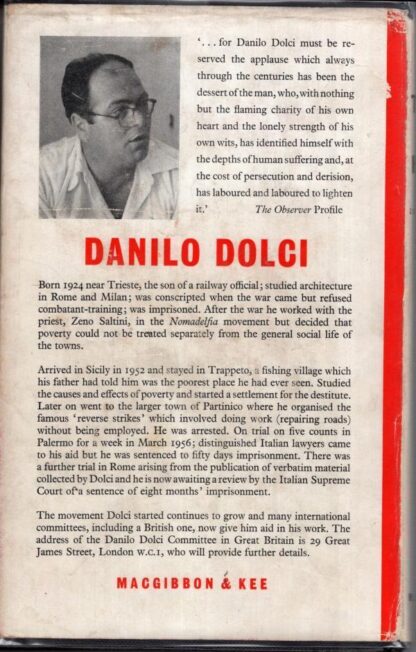 ‘. . . for Danilo Dolci must be re-
served the applause which always
through the centuries has been the
dessert of the man, who, with nothing
but the flaming charity of his own
heart and the lonely strength of his
own wits, has identified himself with
the depths of human suffering and, at
the cost of persecution and derision,
has laboured and laboured to lighten
it.’ The Observer Profile
DANILO DOLCI
Born 1924 near Trieste, the son of a railway official; studied architecture
in Rome and Milan; was conscripted when the war came but refused
combatant-training; was imprisoned. After the war he worked with the
priest, Zeno Saltini, in the Nomadelfia movement but decided that
poverty could not be treated separately from the general social life of
the towns.
Arrived in Sicily in 1952 and stayed in Trappeto, a fishing village which
his father had told him was the poorest place he had ever seen. Studied
the causes and effects of poverty and started a settlement for the destitute.
Later on went to the larger town of Partinico where he organised the
famous ‘reverse strikes’ which involved doing work (repairing roads)
without being employed. He was arrested. On trial on five counts in
Palermo for a week in March 1956; distinguished Italian lawyers came
to his aid but he was sentenced to fifty days imprisonment. There was
a further trial in Rome arising from the publication of verbatim material
collected by Dolci and he is now awaiting a review by the Italian Supreme
Court of a sentence of eight months’ imprisonment.
The movement Dolci started continues to grow and many international
committees, including a British one, now give him aid in his work. The
address of the Danilo Dolci Committee in Great Britain is 29 Great
James Street, London W.C.1, who will provide further details.
MACGIBBON & KEE